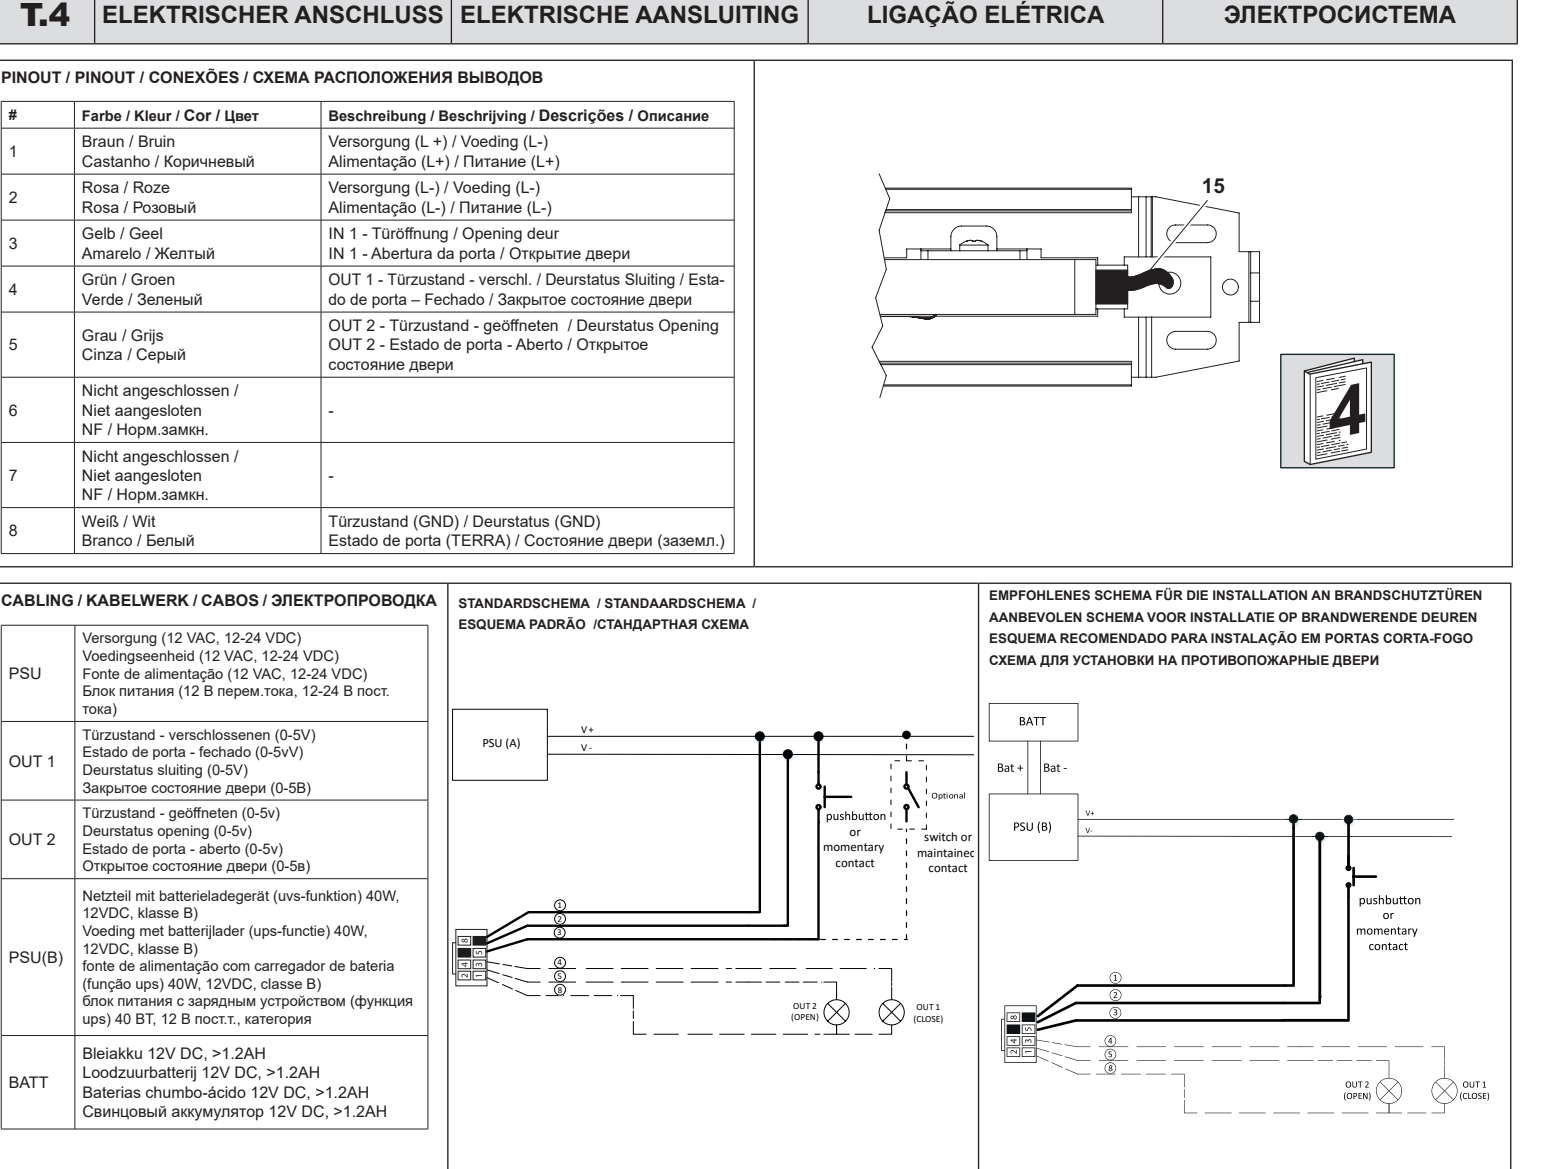 T.4 ELEKTRISCHER ANSCHLUSS ELEKTRISCHE AANSLUITING LIGAÇÃO ELÉTRICA ЭЛЕКТРОСИСТЕМА
PINOUT / PINOUT / CONEXÕES / СХЕМА РАСПОЛОЖЕНИЯ ВЫВОДОВ
# Farbe / Kleur / Cor / Цвет Beschreibung / Beschrijving / Descrições / Описание
1
Braun / Bruin
Castanho / Коричневый
Versorgung (L +) / Voeding (L-)
Alimentação (L+) / Питание (L+)
2
Rosa / Roze
Rosa / Розовый
Versorgung (L-) / Voeding (L-)
Alimentação (L-) / Питание (L-)
3
Gelb / Geel
Amarelo / Желтый
IN 1 - Türöffnung / Opening deur
IN 1 - Abertura da porta / Открытие двери
4
Grün / Groen
Verde / Зеленый
OUT 1 - Türzustand - verschl. / Deurstatus Sluiting / Esta-
do de porta – Fechado / Закрытое состояние двери
5
Grau / Grijs
Cinza / Серый
OUT 2 - Türzustand - geöffneten / Deurstatus Opening
OUT 2 - Estado de porta - Aberto / Открытое
состояние двери
6
Nicht angeschlossen /
Niet aangesloten
NF / Норм.замкн.
-
7
Nicht angeschlossen /
Niet aangesloten
NF / Норм.замкн.
-
8
Weiß / Wit
Branco / Белый
Türzustand (GND) / Deurstatus (GND)
Estado de porta (TERRA) / Состояние двери (заземл.)
15
4
CABLING / KABELWERK / CABOS / ЭЛЕКТРОПРОВОДКА
PSU
Versorgung (12 VAC, 12-24 VDC)
Voedingseenheid (12 VAC, 12-24 VDC)
Fonte de alimentação (12 VAC, 12-24 VDC)
Блок питания (12 В перем.тока, 12-24 В пост.
тока)
OUT 1
Türzustand - verschlossenen (0-5V)
Estado de porta - fechado (0-5vV)
Deurstatus sluiting (0-5V)
Закрытое состояние двери (0-5В)
OUT 2
Türzustand - geöffneten (0-5v)
Deurstatus opening (0-5v)
Estado de porta - aberto (0-5v)
Открытое состояние двери (0-5в)
PSU(B)
Netzteil mit batterieladegerät (uvs-funktion) 40W,
12VDC, klasse B)
Voeding met batterijlader (ups-functie) 40W,
12VDC, klasse B)
fonte de alimentação com carregador de bateria
(função ups) 40W, 12VDC, classe B)
блок питания с зарядным устройством (функция
ups) 40 ВТ, 12 В пост.т., категория
BATT
Bleiakku 12V DC, >1.2AH
Loodzuurbatterij 12V DC, >1.2AH
Baterias chumbo-ácido 12V DC, >1.2AH
Свинцовый аккумулятор 12V DC, >1.2AH
STANDARDSCHEMA / STANDAARDSCHEMA /
ESQUEMA PADRÃO /СТАНДАРТНАЯ СХЕМА
PSU (A)
V+
V -
pushbutton
or
momentary
contact
Optional
switch or
maintained
contact
1
2
3
4
5
8
8
5
4 3
2 1
OUT 2
(OPEN)
OUT 1
(CLOSE)
EMPFOHLENES SCHEMA FÜR DIE INSTALLATION AN BRANDSCHUTZTÜREN
AANBEVOLEN SCHEMA VOOR INSTALLATIE OP BRANDWERENDE DEUREN
ESQUEMA RECOMENDADO PARA INSTALAÇÃO EM PORTAS CORTA-FOGO
СХЕМА ДЛЯ УСТАНОВКИ НА ПРОТИВОПОЖАРНЫЕ ДВЕРИ
BATT
Bat + Bat -
PSU (B)
V+
V-
pushbutton
or
momentary
contact
1
2
3
4
5
8
8
5
4 3
2 1
OUT 2
(OPEN)
OUT 1
(CLOSE)